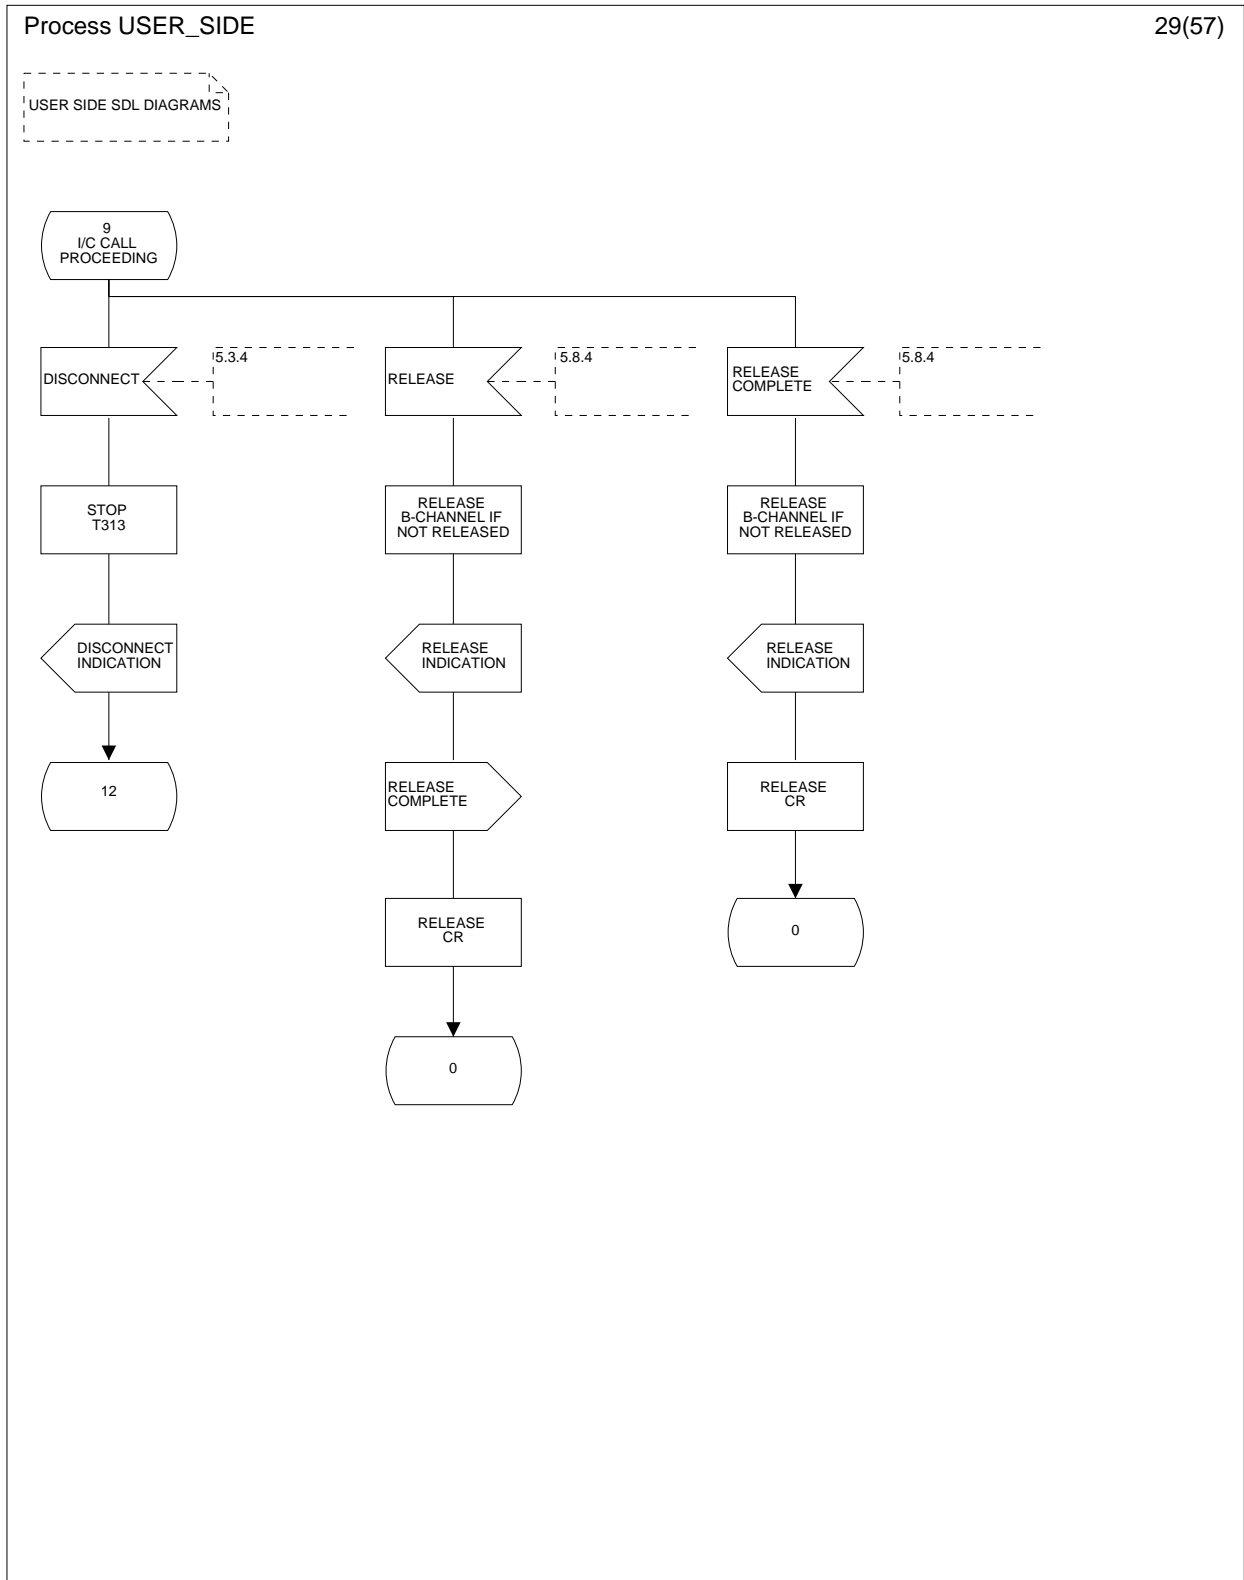 Process USER_SIDE
29(57)
USER SIDE SDL DIAGRAMS
9
I/C CALL
PROCEEDING
DISCONNECT
5.3.4
RELEASE
5.8.4
RELEASE
COMPLETE
5.8.4
STOP
T313
RELEASE
B-CHANNEL IF
NOT RELEASED
RELEASE
B-CHANNEL IF
NOT RELEASED
DISCONNECT
INDICATION
RELEASE
INDICATION
RELEASE
INDICATION
12
RELEASE
COMPLETE
RELEASE
CR
RELEASE
CR
0
0